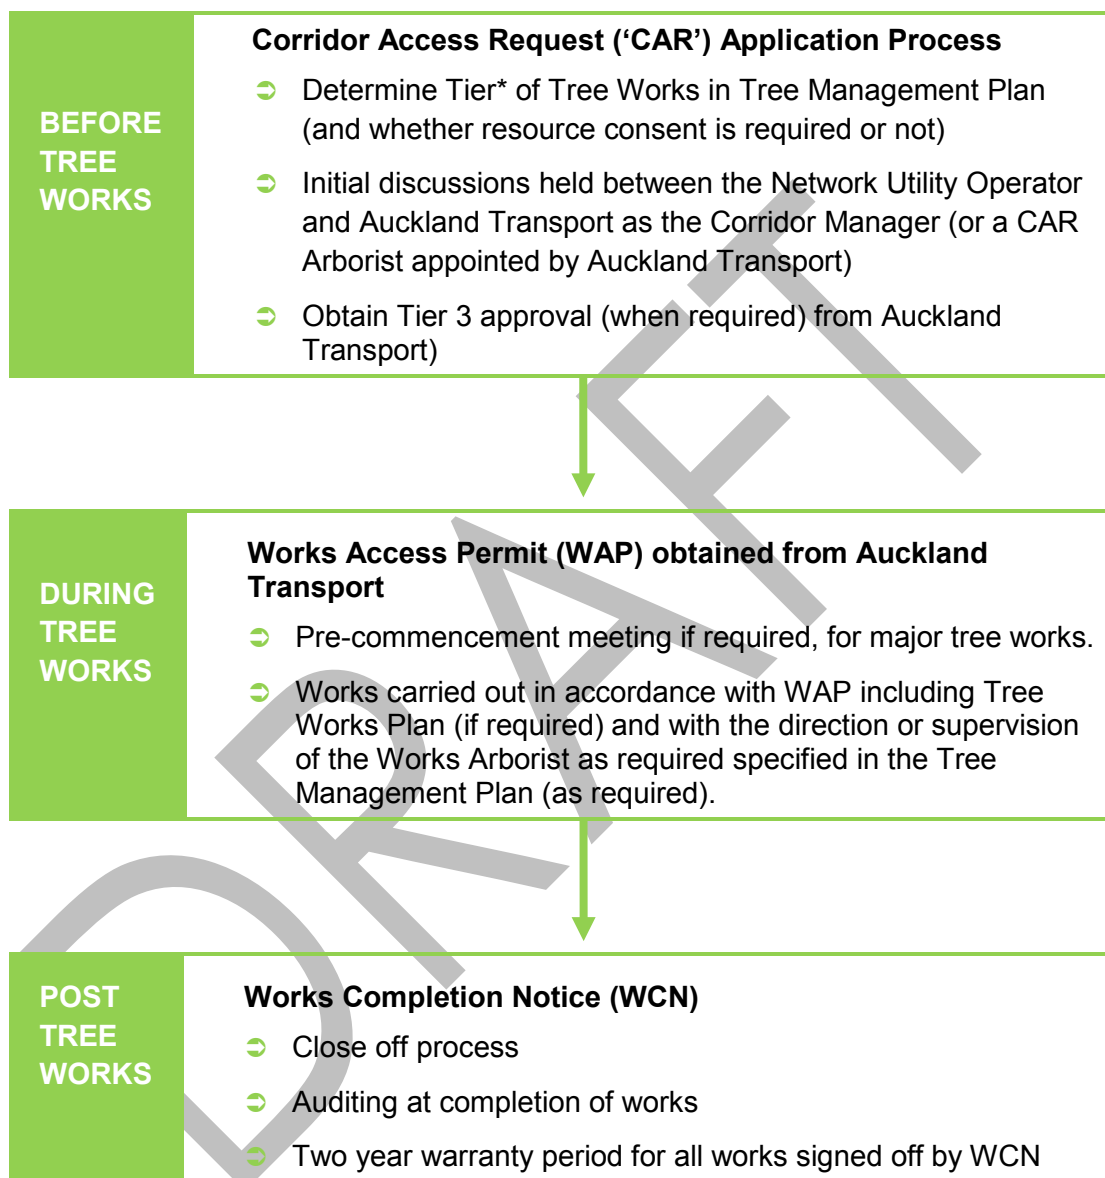 BEFORE
TREE
WORKS
Corridor Access Request (‘CAR’) Application Process
➲ Determine Tier* of Tree Works in Tree Management Plan
(and whether resource consent is required or not)
➲ Initial discussions held between the Network Utility Operator
and Auckland Transport as the Corridor Manager (or a CAR
Arborist appointed by Auckland Transport)
➲ Obtain Tier 3 approval (when required) from Auckland
Transport)
DURING
TREE
WORKS
Works Access Permit (WAP) obtained from Auckland
Transport
➲ Pre-commencement meeting if required, for major tree works.
➲ Works carried out in accordance with WAP including Tree
Works Plan (if required) and with the direction or supervision
of the Works Arborist as required specified in the Tree
Management Plan (as required).
POST
TREE
WORKS
Works Completion Notice (WCN)
➲ Close off process
➲ Auditing at completion of works
➲ Two year warranty period for all works signed off by WCN
DRAFT